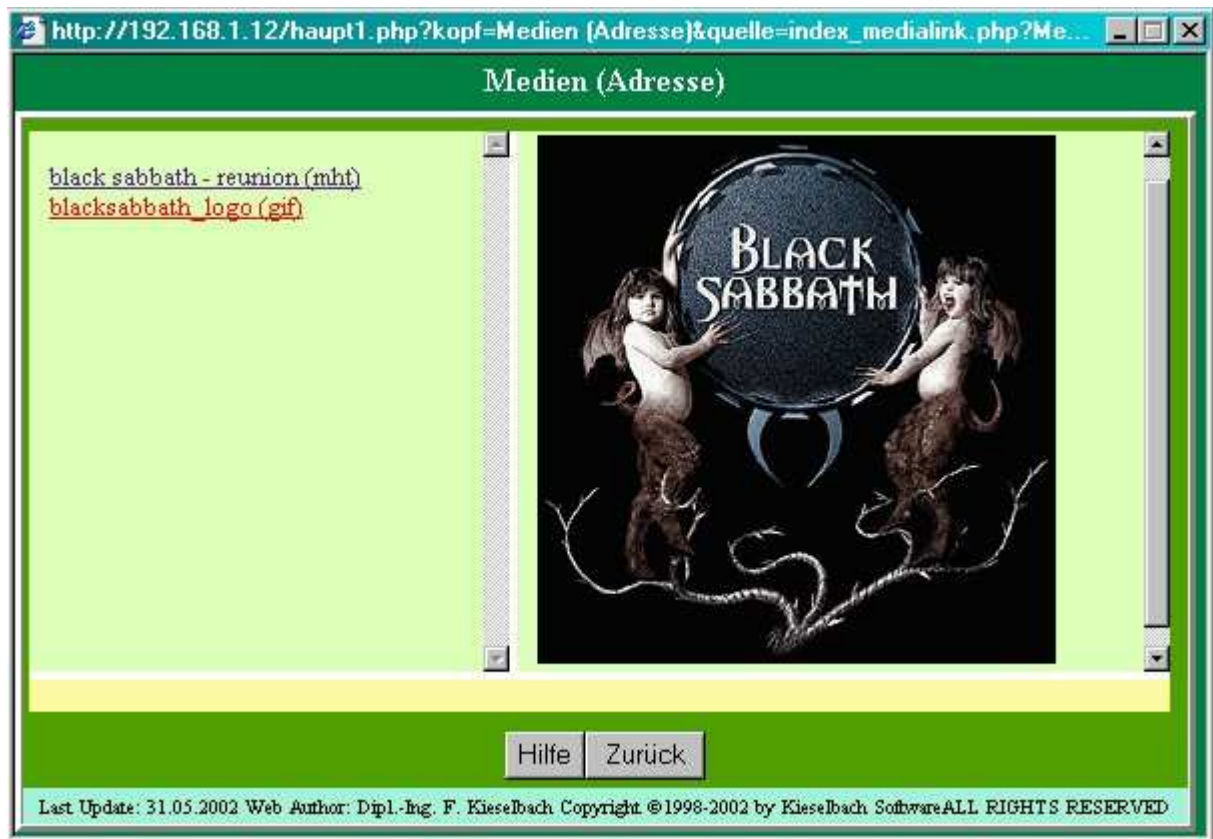 http://192.168.1.12/haupt1.php?kopf=Medien (Adresse)&quelle=index_medialink.php?Me...
Medien (Adresse)
black sabbath - reunion (mht)
blacksabbath_logo (gif)
BLACK
SABBATH
Hilfe
Zurück
Last Update: 31.05.2002 Web Author: Dipl.-Ing. F. Kieselbach Copyright ©1998-2002 by Kieselbach SoftwareALL RIGHTS RESERVED